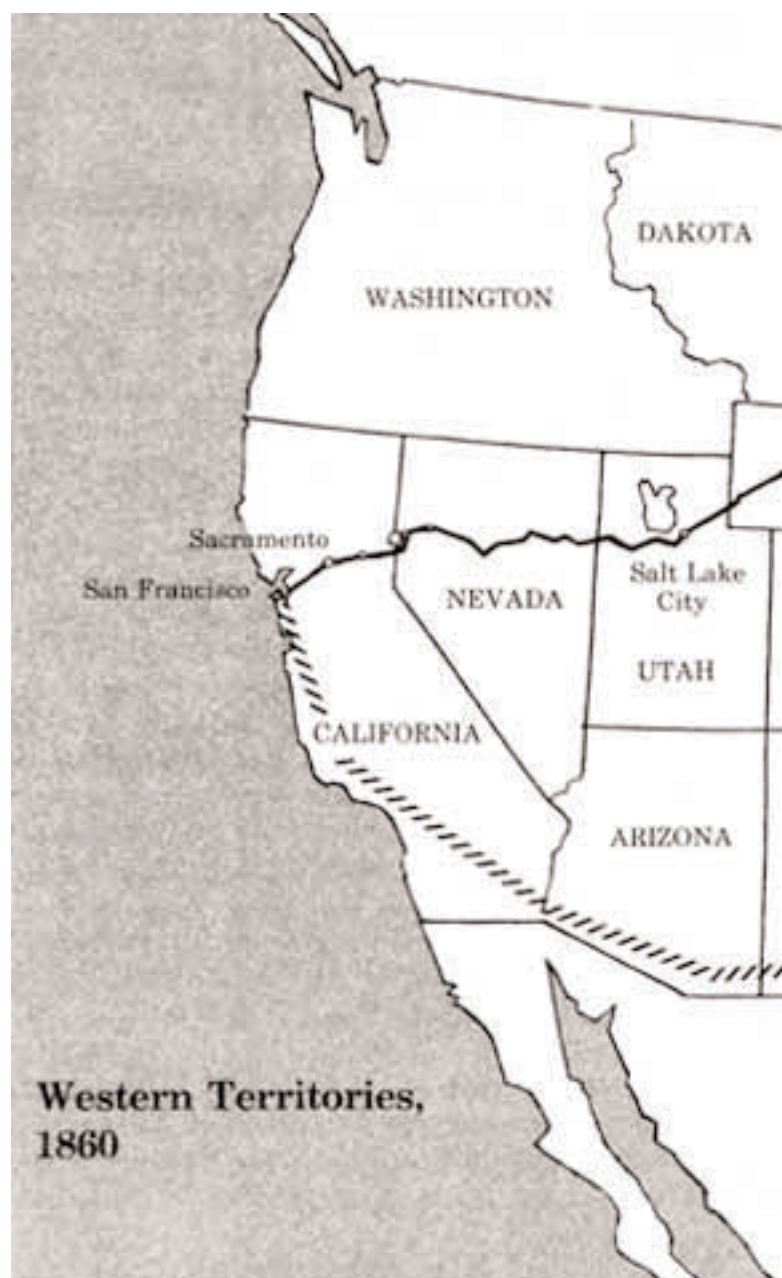 DAKOTA
WASHINGTON
Sacramento
San Francisco
Salt Lake
City
NEVADA
UTAH
CALIFORNIA
ARIZONA
Western Territories,
1860